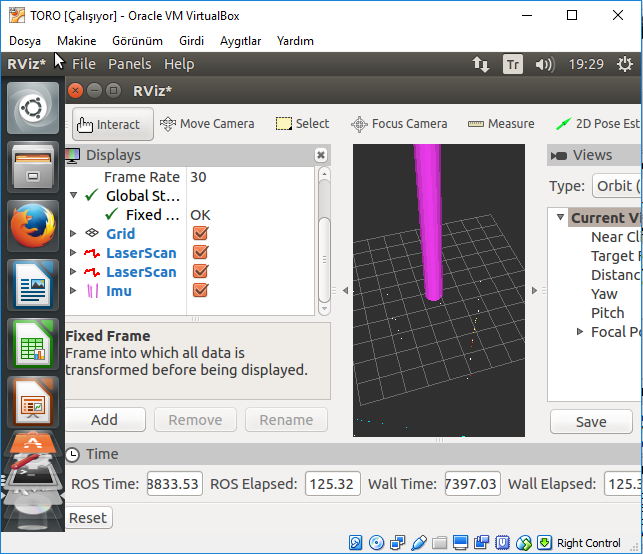 TORO [Çalışıyor] - Oracle VM VirtualBox
Dosya Makine Görünüm Girdi Aygıtlar Yardım
RViz* File Panels Help Tr 19:29
RViz*
Interact Move Camera Select Focus Camera Measure 2D Pose Est
Displays
Frame Rate 30
Global St...
Fixed ... OK
Grid
LaserScan
LaserScan
Imu
Fixed Frame
Frame into which all data is
transformed before being displayed.
Add Remove Rename
Views
Type: Orbit (
Current Vi
Near Cli
Target F
Distanc
Yaw
Pitch
Focal Po
Save
Time
ROS Time: 8833.53 ROS Elapsed: 125.32 Wall Time: 7397.03 Wall Elapsed: 125.3
Reset
Right Control